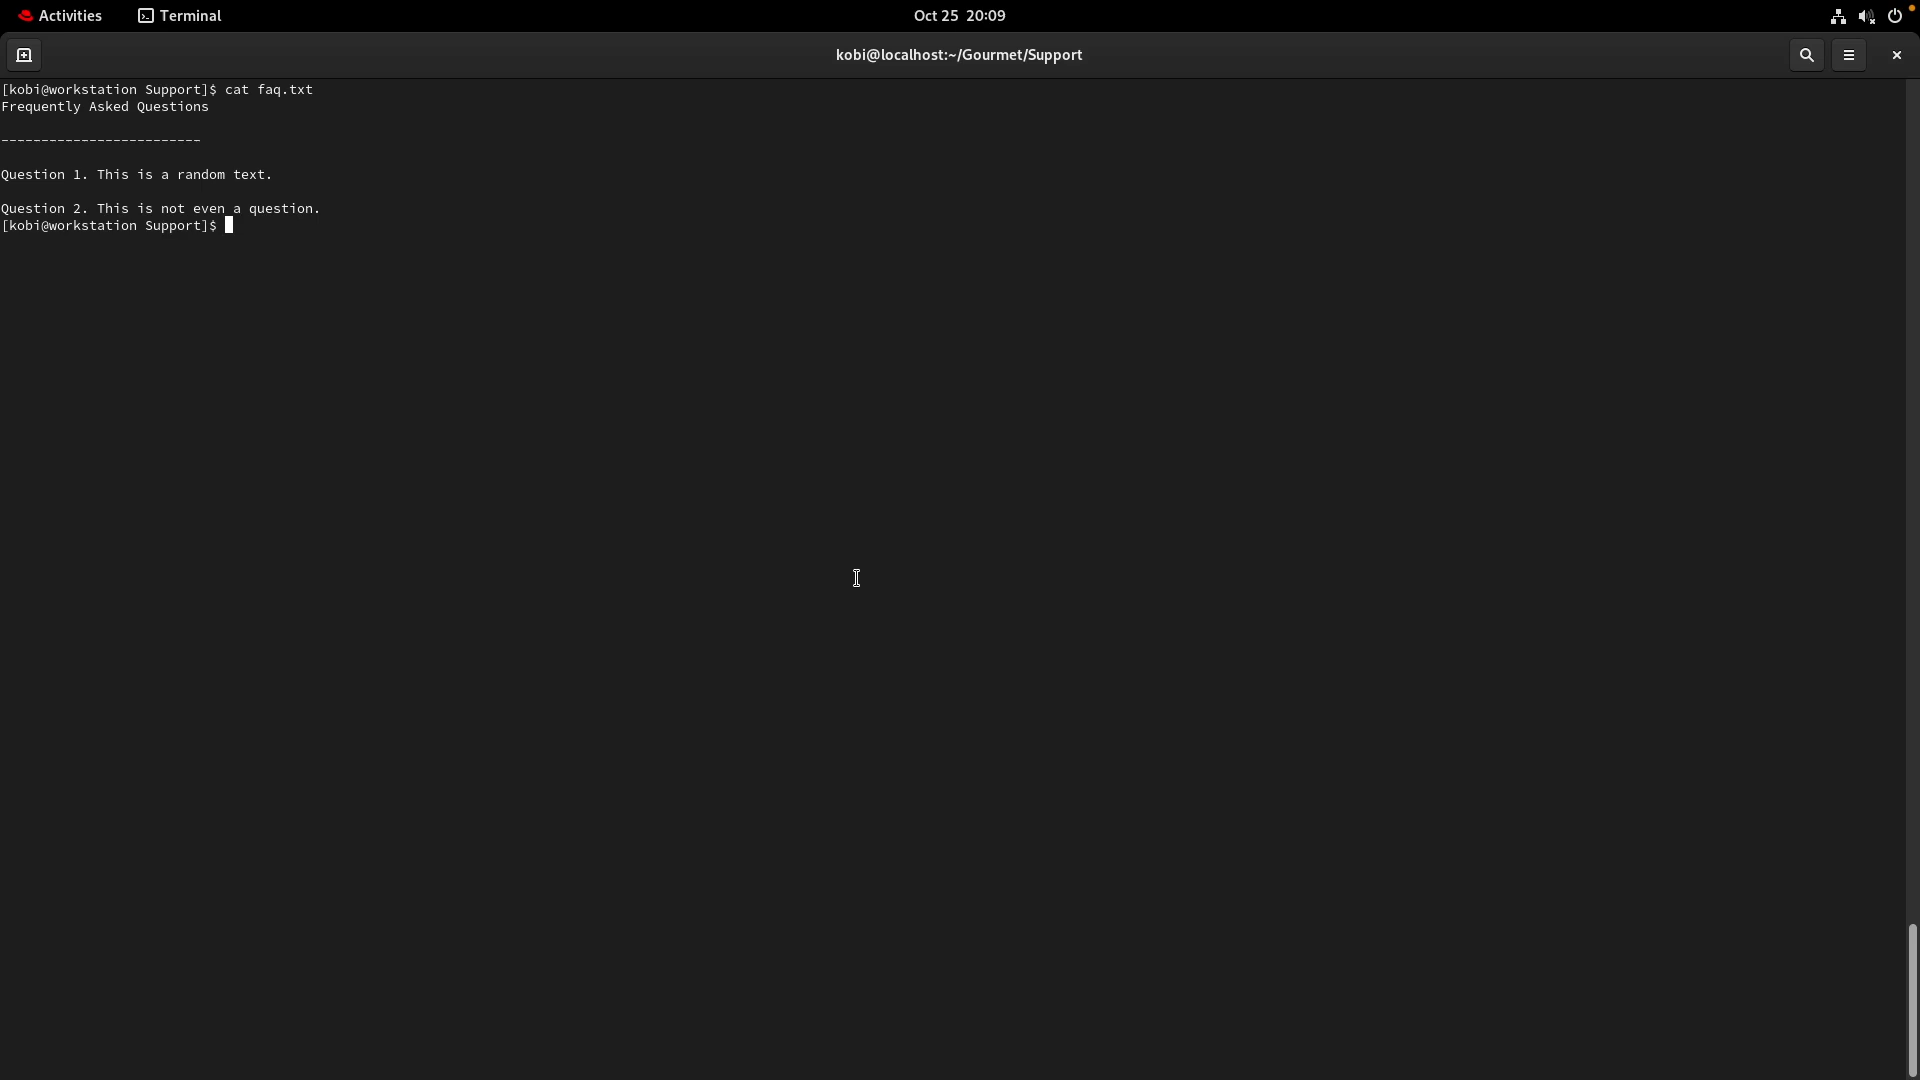 Activities Terminal Oct 25 20:09
kobi@localhost:~/Gourmet/Support
[kobi@workstation Support]$ cat faq.txt
Frequently Asked Questions
-------------------------
Question 1. This is a random text.
Question 2. This is not even a question.
[kobi@workstation Support]$